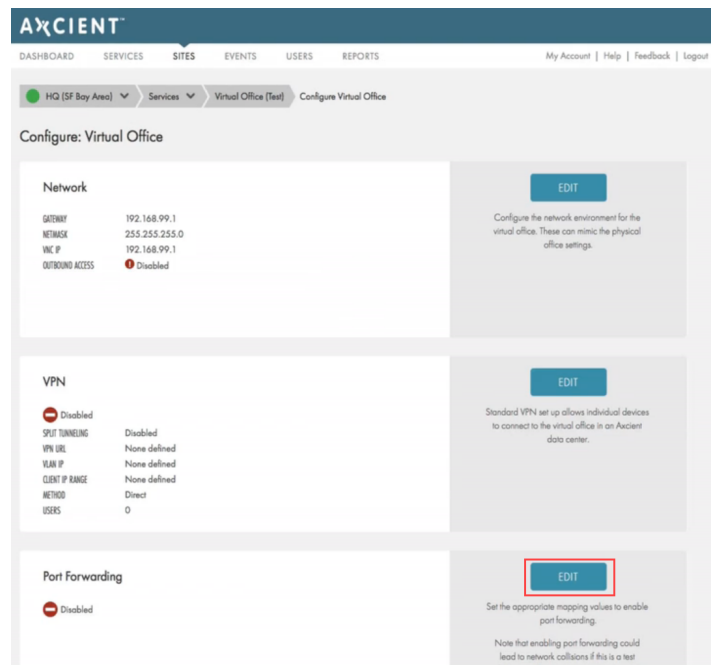 AXCIENT
DASHBOARD SERVICES SITES EVENTS USERS REPORTS My Account | Help | Feedback | Logout
HQ (SF Bay Area) Services Virtual Office (Test) Configure Virtual Office
Configure: Virtual Office
Network
GATEWAY 192.168.99.1
NETMASK 255.255.255.0
VNC IP 192.168.99.1
OUTBOUND ACCESS Disabled
EDIT
Configure the network environment for the
virtual office. These can mimic the physical
office settings.
VPN
Disabled
SPLIT TUNNELING Disabled
VPN URL None defined
VLAN IP None defined
CLIENT IP RANGE None defined
METHOD Direct
USERS 0
EDIT
Standard VPN set up allows individual devices
to connect to the virtual office in an Axcient
data center.
Port Forwarding
Disabled
EDIT
Set the appropriate mapping values to enable
port forwarding.
Note that enabling port forwarding could
lead to network collisions if this is a test